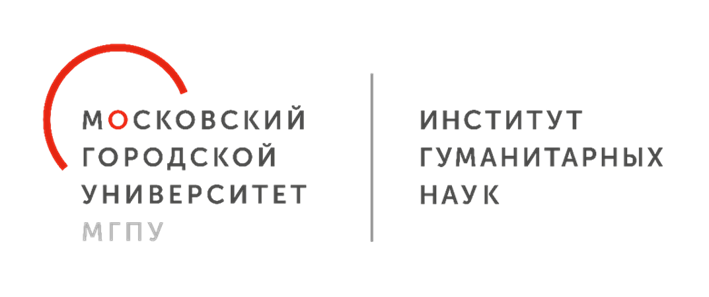 МОСКОВСКИЙ
ГОРОДСКОЙ
УНИВЕРСИТЕТ
МГПУ
ИНСТИТУТ
ГУМАНИТАРНЫХ
НАУК